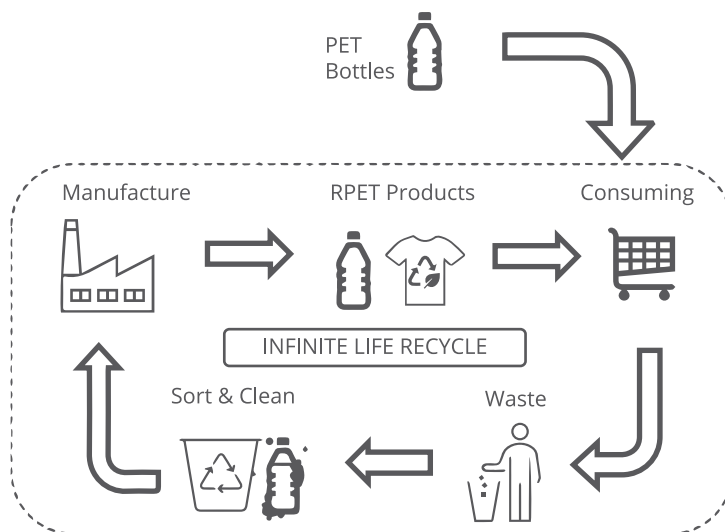 PET
Bottles
Manufacture
RPET Products
Consuming
INFINITE LIFE RECYCLE
Sort & Clean
Waste